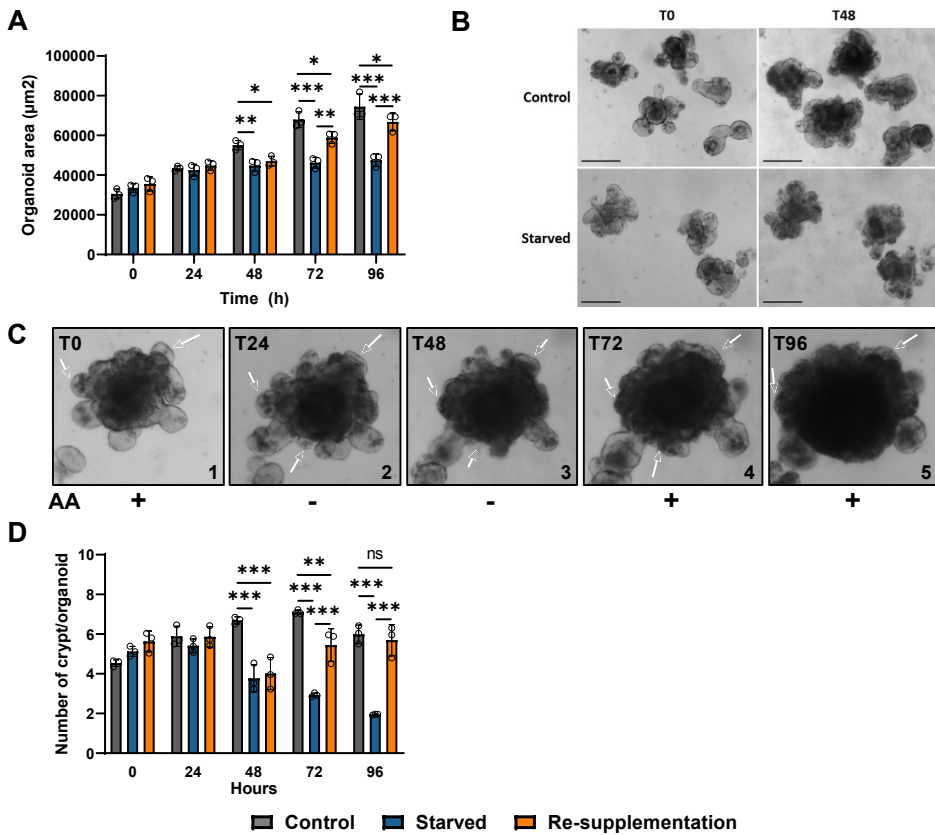 A
Organoid area (µm2)
100000
80000
60000
40000
20000
0
* * *
*** ***
** ** ***
0 24 48 72 96
Time (h)
B
T0 T48
Control
Starved
C
T0 T24 T48 T72 T96
1 2 3 4 5
AA + - - + +
D
Number of crypt/organoid
10
8
6
4
2
0
*** ** ns
*** *** ***
*** ***
0 24 48 72 96
Hours
Control Starved Re-supplementation